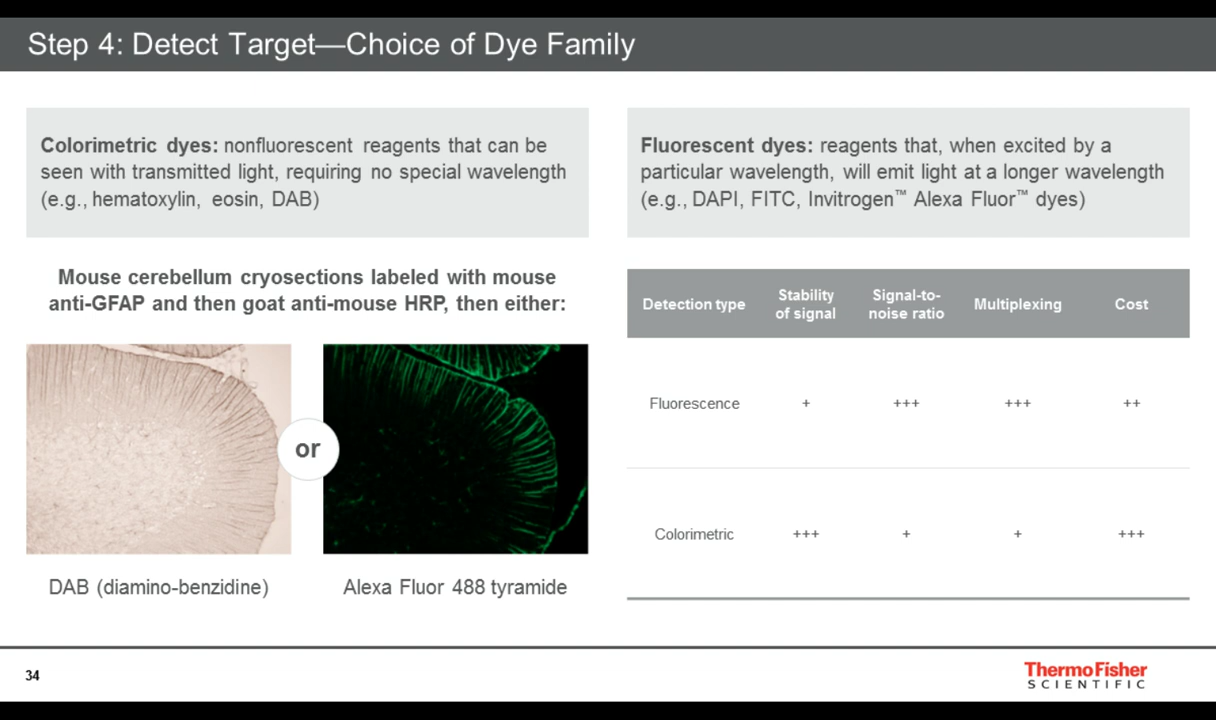 Step 4: Detect Target—Choice of Dye Family
Colorimetric dyes: nonfluorescent reagents that can be
seen with transmitted light, requiring no special wavelength
(e.g., hematoxylin, eosin, DAB)
Mouse cerebellum cryosections labeled with mouse
anti-GFAP and then goat anti-mouse HRP, then either:
or
DAB (diamino-benzidine)
Alexa Fluor 488 tyramide
Fluorescent dyes: reagents that, when excited by a
particular wavelength, will emit light at a longer wavelength
(e.g., DAPI, FITC, Invitrogen™ Alexa Fluor™ dyes)
Detection type Stability of signal Signal-to-noise ratio Multiplexing Cost
Fluorescence + +++ +++ ++
Colorimetric +++ + + +++
34
ThermoFisher
SCIENTIFIC